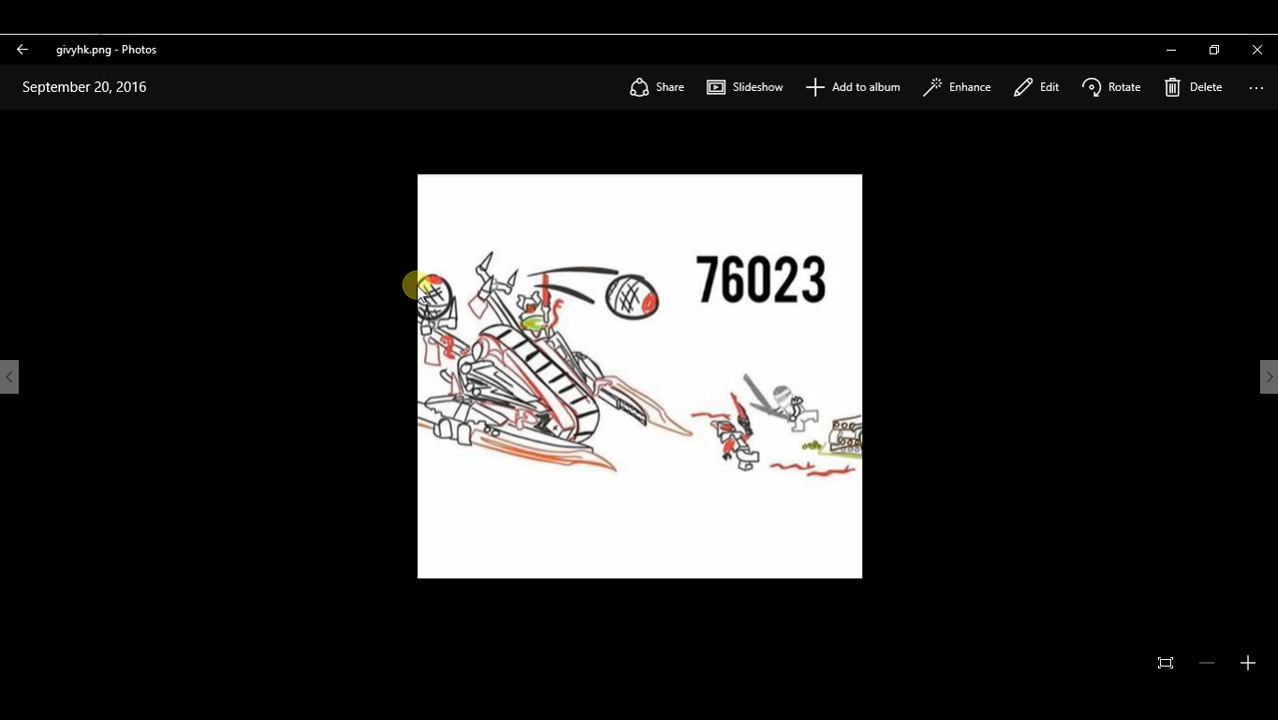 givyhk.png - Photos
September 20, 2016
Share
Slideshow
Add to album
Enhance
Edit
Rotate
Delete
76023